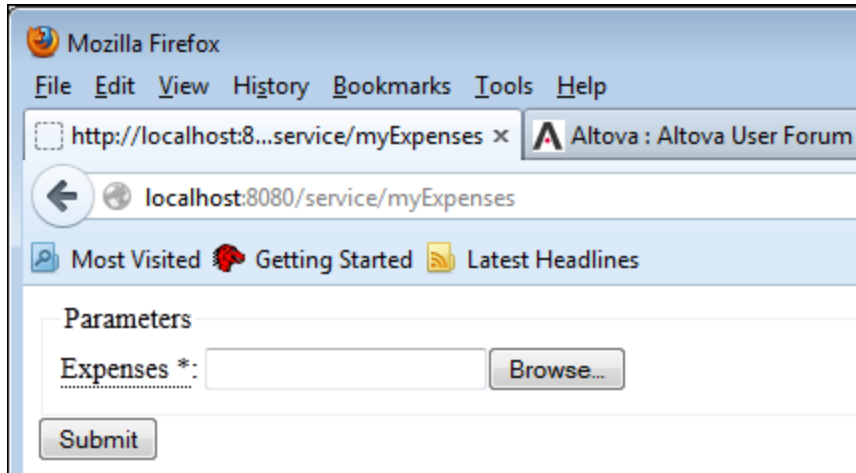 Mozilla Firefox
File Edit View History Bookmarks Tools Help
http://localhost:8...service/myExpenses × Altova : Altova User Forum
localhost:8080/service/myExpenses
Most Visited Getting Started Latest Headlines
Parameters
Expenses *: Browse...
Submit